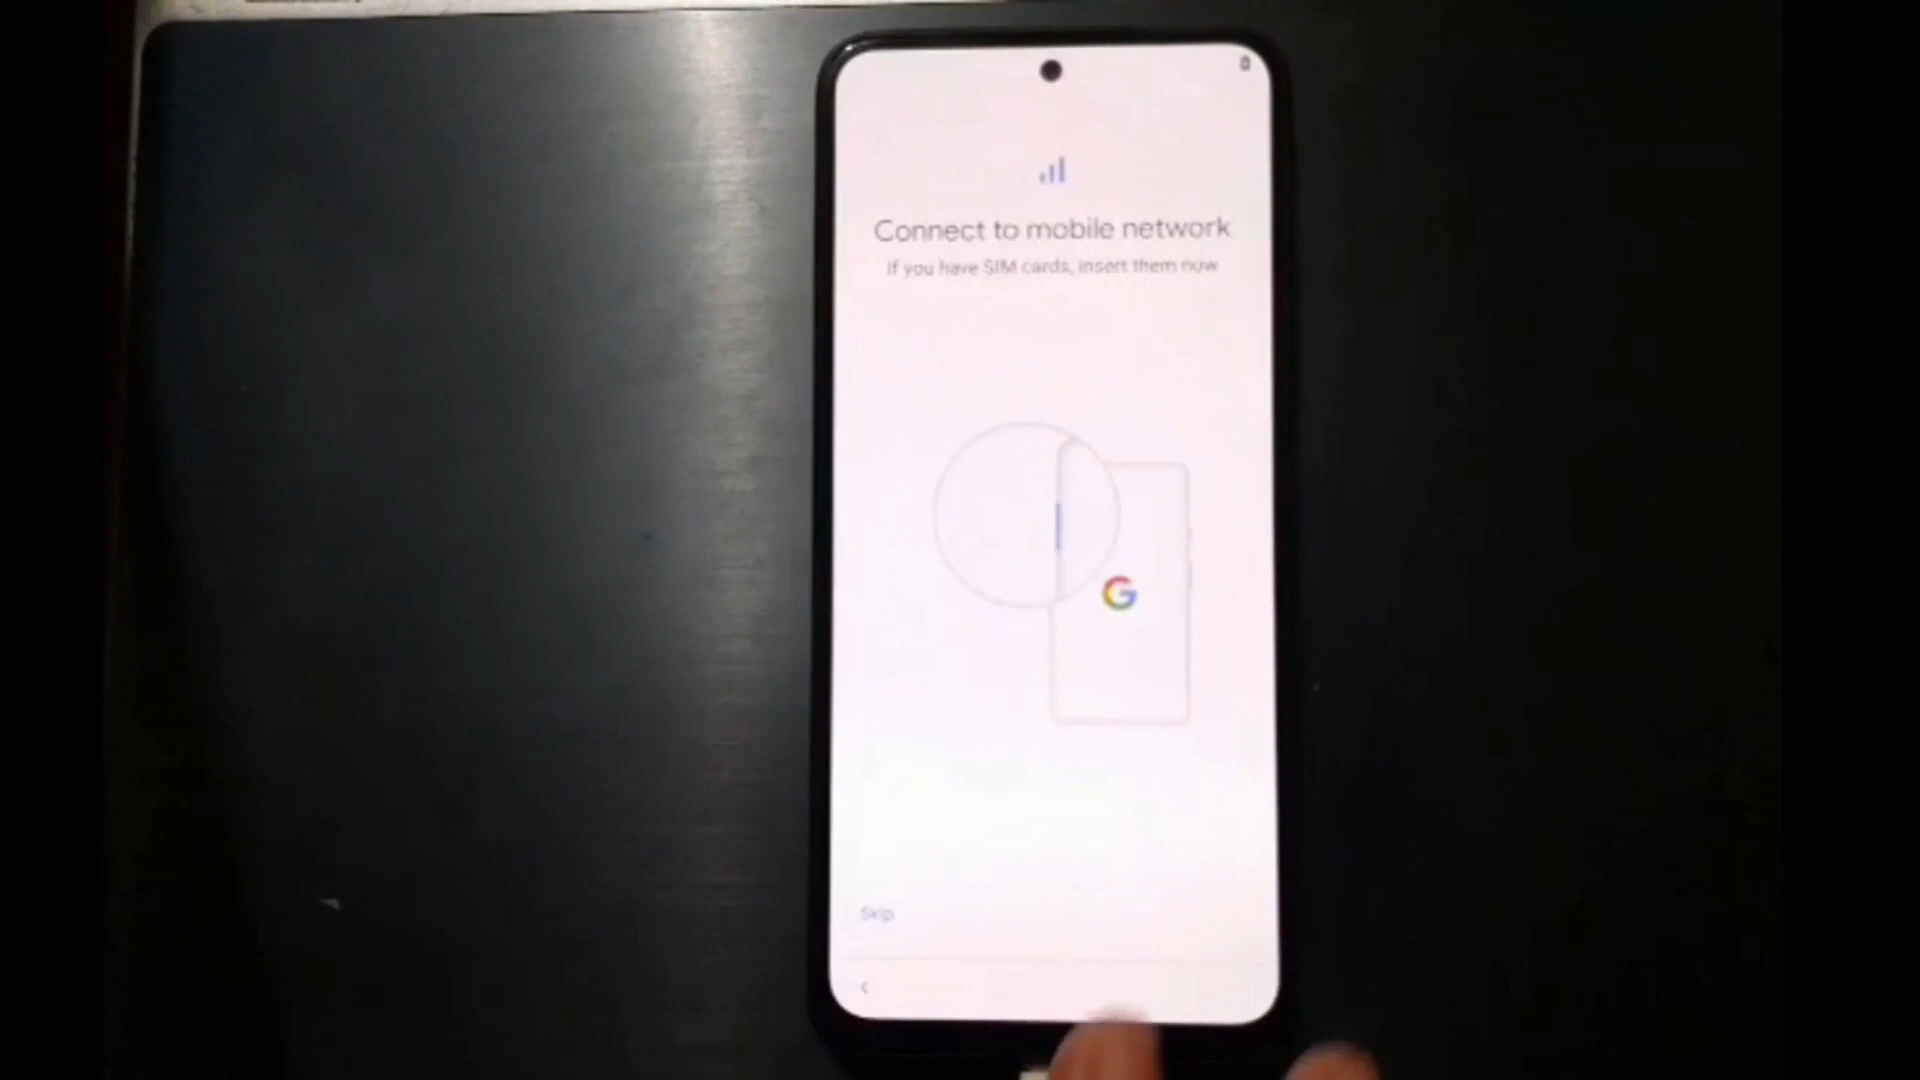 Connect to mobile network
If you have SIM cards, insert them now
G
Skip